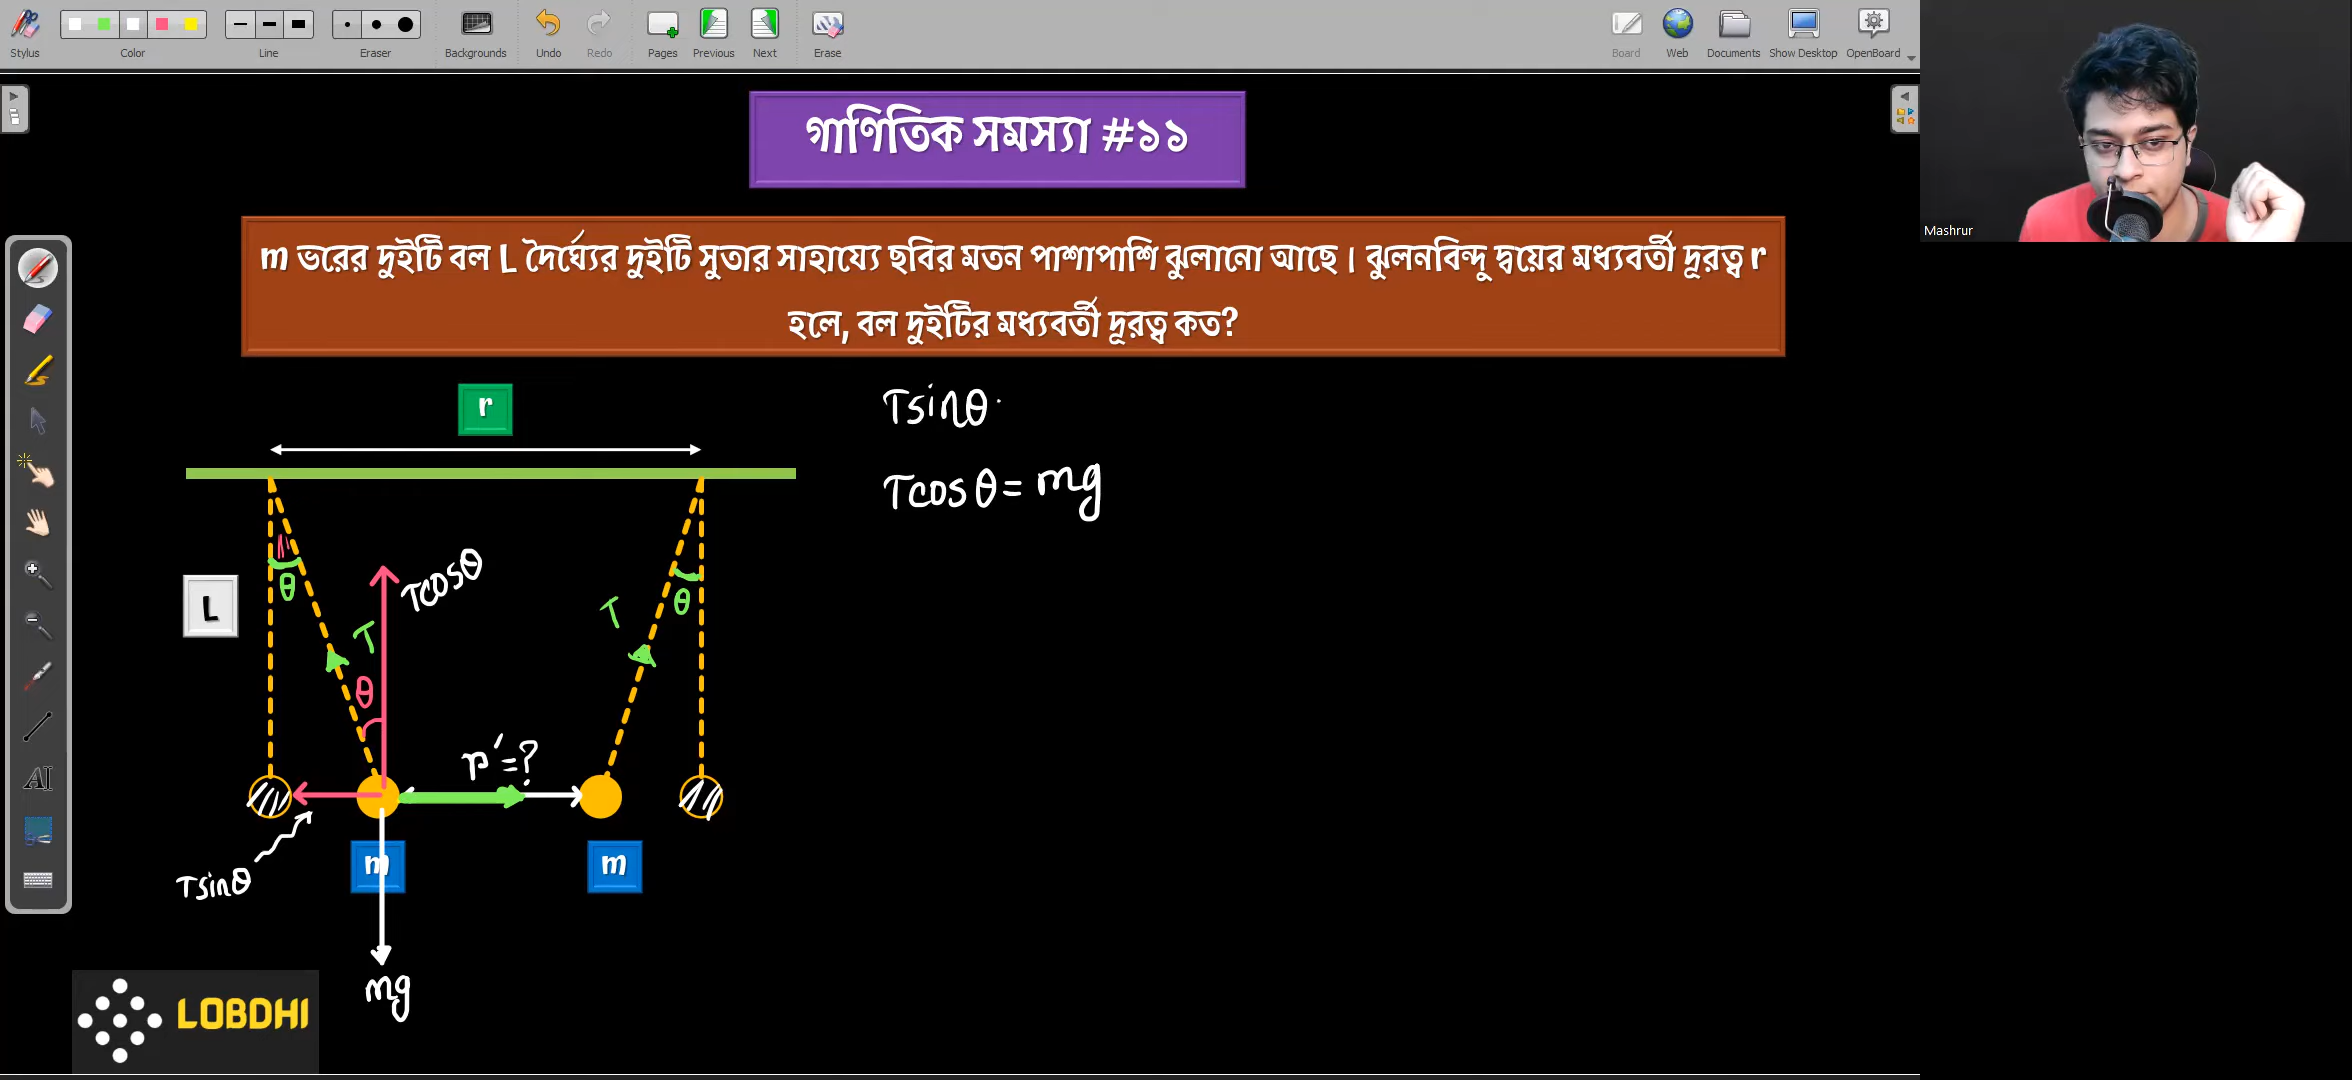 Stylus
Color
Line
Eraser
Backgrounds
Undo
Redo
Pages
Previous
Next
Erase
Board
Web
Documents
Show Desktop
OpenBoard
Mashrur
গাণিতিক সমস্যা #১১
m ভরের দুইটি বল L দৈর্ঘ্যের দুইটি সুতার সাহায্যে ছবির মতন পাশাপাশি ঝুলানো আছে। ঝুলনবিন্দু দ্বয়ের মধ্যবর্তী দূরত্ব r
হলে, বল দুইটির মধ্যবর্তী দূরত্ব কত?
r
Tsinθ
Tcosθ = mg
θ
Tcosθ
L
T
θ
T
θ
r'=?
Tsinθ
m
m
mg
AI
LOBDHI